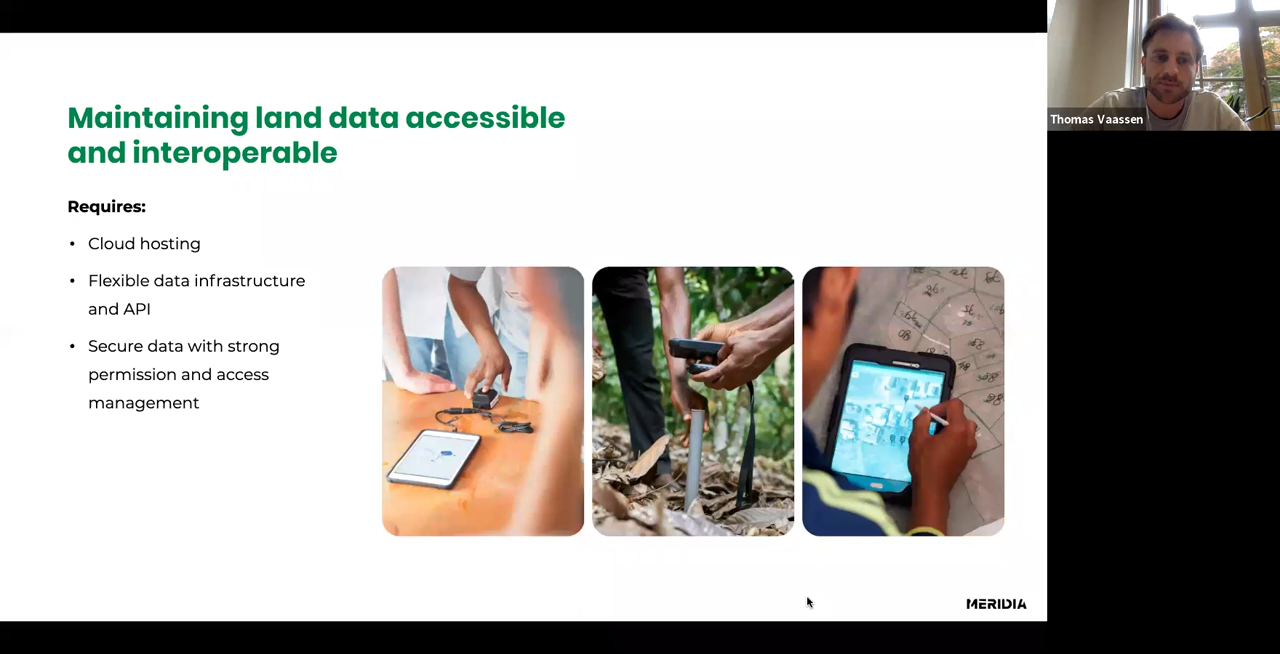 Maintaining land data accessible
and interoperable
Requires:
• Cloud hosting
• Flexible data infrastructure
and API
• Secure data with strong
permission and access
management
MERIDIA
Thomas Vaassen